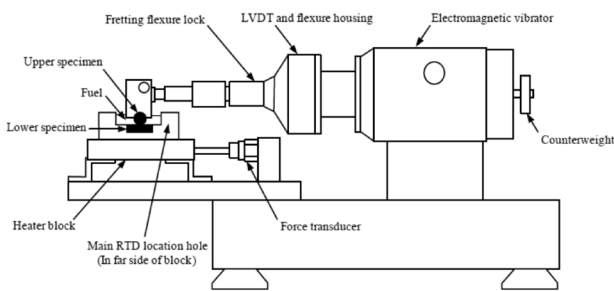 LVDT and flexure housing
Electromagnetic vibrator
Fretting flexure lock
Upper specimen
Fuel
Lower specimen
Counterweight
Heater block
Main RTD location hole
(In far side of block)
Force transducer